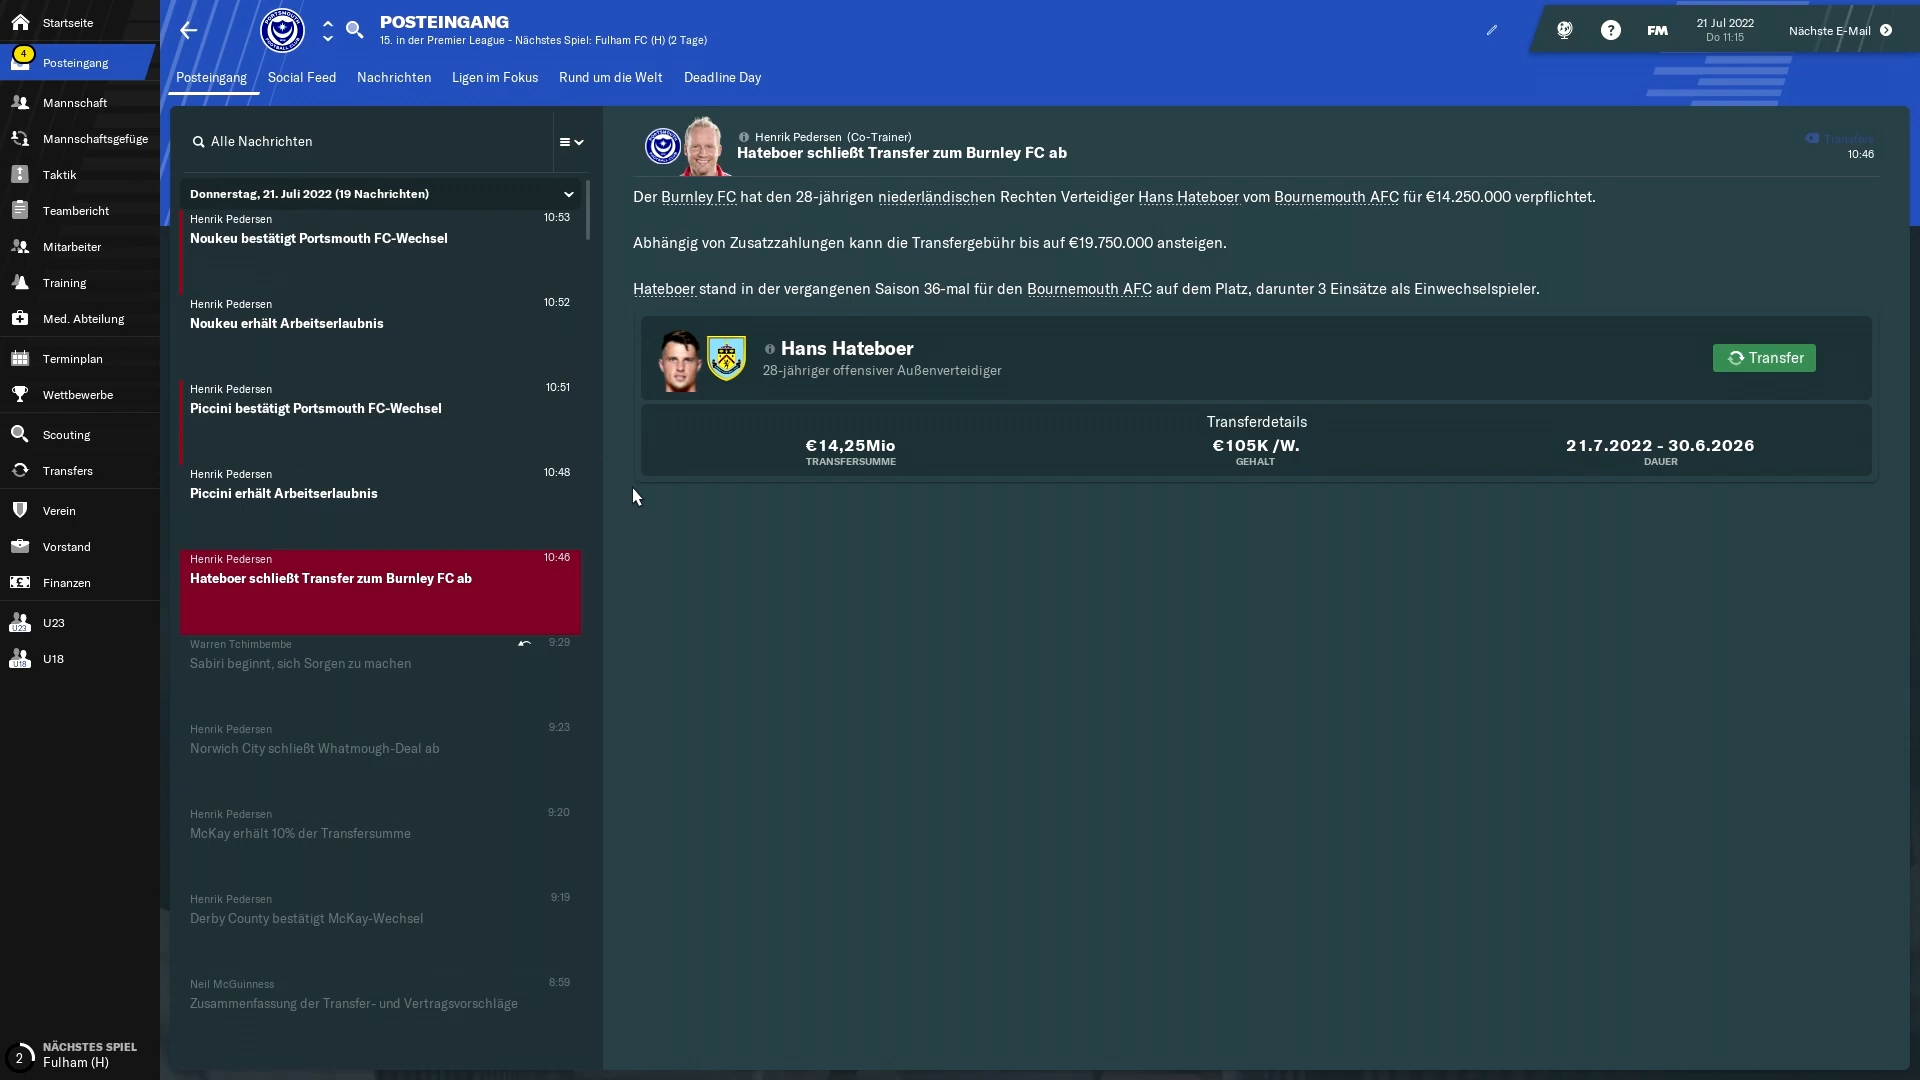 Startseite
4
Posteingang
Mannschaft
Mannschaftsgefüge
Taktik
Teambericht
Mitarbeiter
Training
Med. Abteilung
Terminplan
Wettbewerbe
Scouting
Transfers
Verein
Vorstand
Finanzen
U23
U23
U18
U18
2
NÄCHSTES SPIEL
Fulham (H)
POSTEINGANG
15. in der Premier League - Nächstes Spiel: Fulham FC (H) (2 Tage)
?
FM
21 Jul 2022
Do 11:15
Nächste E-Mail
Posteingang
Social Feed
Nachrichten
Ligen im Fokus
Rund um die Welt
Deadline Day
Alle Nachrichten
Donnerstag, 21. Juli 2022 (19 Nachrichten)
Henrik Pedersen 10:53
Noukeu bestätigt Portsmouth FC-Wechsel
Henrik Pedersen 10:52
Noukeu erhält Arbeitserlaubnis
Henrik Pedersen 10:51
Piccini bestätigt Portsmouth FC-Wechsel
Henrik Pedersen 10:48
Piccini erhält Arbeitserlaubnis
Henrik Pedersen 10:46
Hateboer schließt Transfer zum Burnley FC ab
Warren Tchimbembe 9:29
Sabiri beginnt, sich Sorgen zu machen
Henrik Pedersen 9:23
Norwich City schließt Whatmough-Deal ab
Henrik Pedersen 9:20
McKay erhält 10% der Transfersumme
Henrik Pedersen 9:19
Derby County bestätigt McKay-Wechsel
Neil McGuinness 8:59
Zusammenfassung der Transfer- und Vertragsvorschläge
Henrik Pedersen (Co-Trainer)
Hateboer schließt Transfer zum Burnley FC ab
Transfers
10:46
Der Burnley FC hat den 28-jährigen niederländischen Rechten Verteidiger Hans Hateboer vom Bournemouth AFC für €14.250.000 verpflichtet.
Abhängig von Zusatzzahlungen kann die Transfergebühr bis auf €19.750.000 ansteigen.
Hateboer stand in der vergangenen Saison 36-mal für den Bournemouth AFC auf dem Platz, darunter 3 Einsätze als Einwechselspieler.
Hans Hateboer
28-jähriger offensiver Außenverteidiger
Transfer
Transferdetails
€14,25Mio
TRANSFERSUMME
€105K /W.
GEHALT
21.7.2022 - 30.6.2026
DAUER